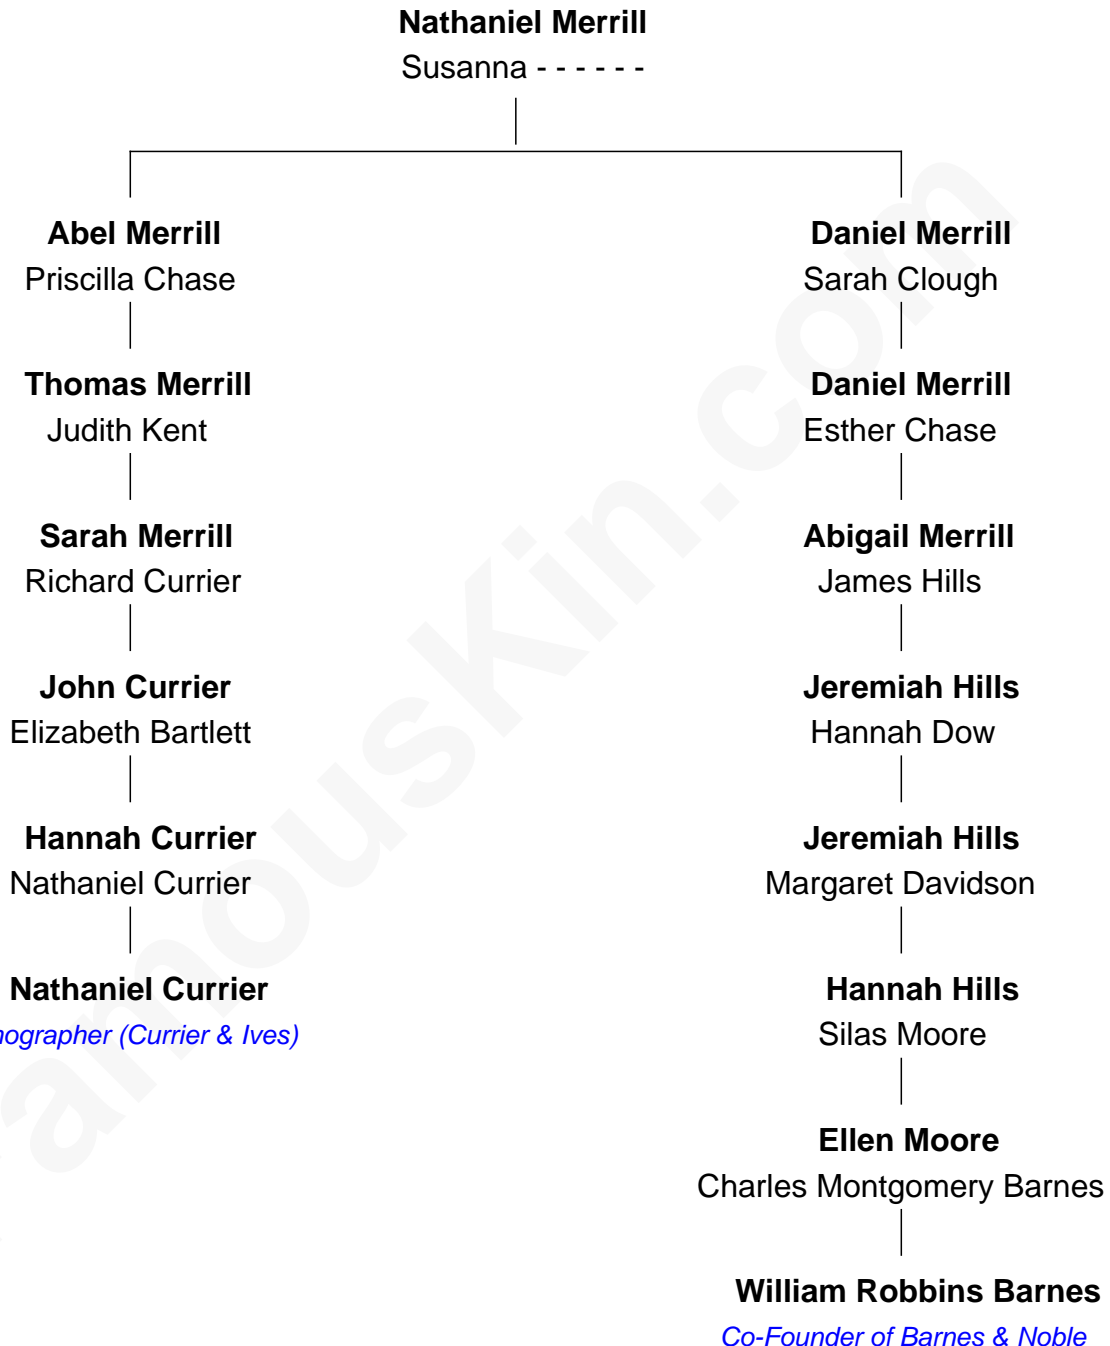 Nathaniel Merrill
Susanna - - - - - -
Abel Merrill
Priscilla Chase
Daniel Merrill
Sarah Clough
Thomas Merrill
Judith Kent
Daniel Merrill
Esther Chase
Sarah Merrill
Richard Currier
Abigail Merrill
James Hills
John Currier
Elizabeth Bartlett
Jeremiah Hills
Hannah Dow
Hannah Currier
Nathaniel Currier
Jeremiah Hills
Margaret Davidson
Nathaniel Currier
nographer (Currier & Ives)
Hannah Hills
Silas Moore
Ellen Moore
Charles Montgomery Barnes
William Robbins Barnes
Co-Founder of Barnes & Noble
amouskin.com